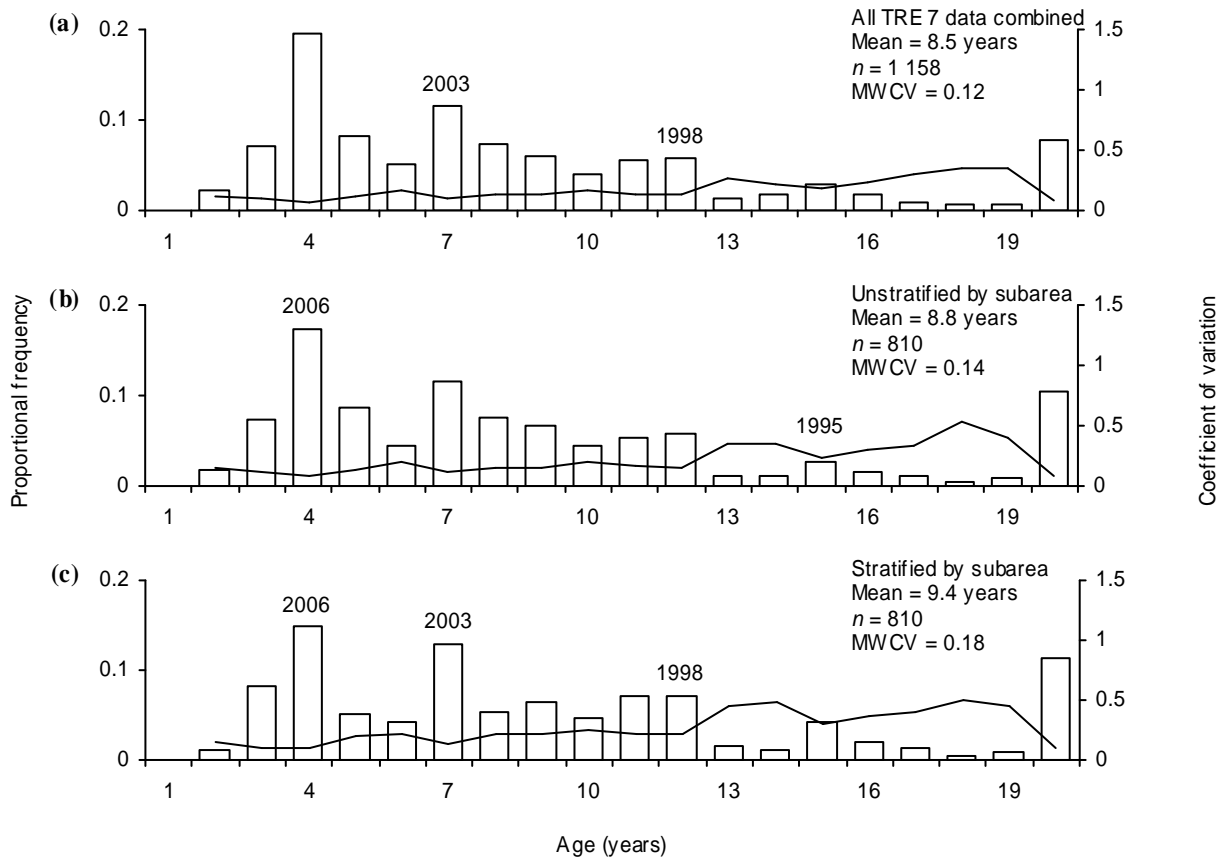 (a)
All TRE 7 data combined
Mean = 8.5 years
n = 1 158
MWCV = 0.12
0.2
0.1
0
2003
1998
1.5
1
0.5
0
1 4 7 10 13 16 19
(b)
Unstratified by subarea
Mean = 8.8 years
n = 810
MWCV = 0.14
0.2
0.1
0
2006
1995
1.5
1
0.5
0
1 4 7 10 13 16 19
Proportional frequency
Coefficient of variation
(c)
Stratified by subarea
Mean = 9.4 years
n = 810
MWCV = 0.18
0.2
0.1
0
2006
2003
1998
1.5
1
0.5
0
1 4 7 10 13 16 19
Age (years)